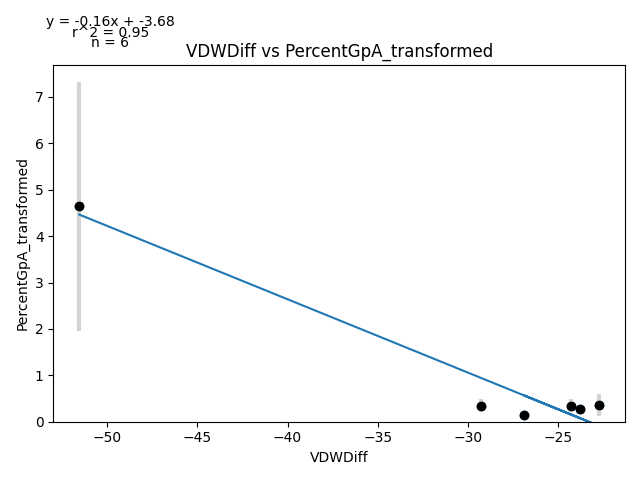 y = -0.16x + -3.68
r^2 = 0.95
n = 6
VDWDiff vs PercentGpA_transformed
7
6
5
4
3
2
1
0
PercentGpA_transformed
−50
−45
−40
−35
−30
−25
VDWDiff